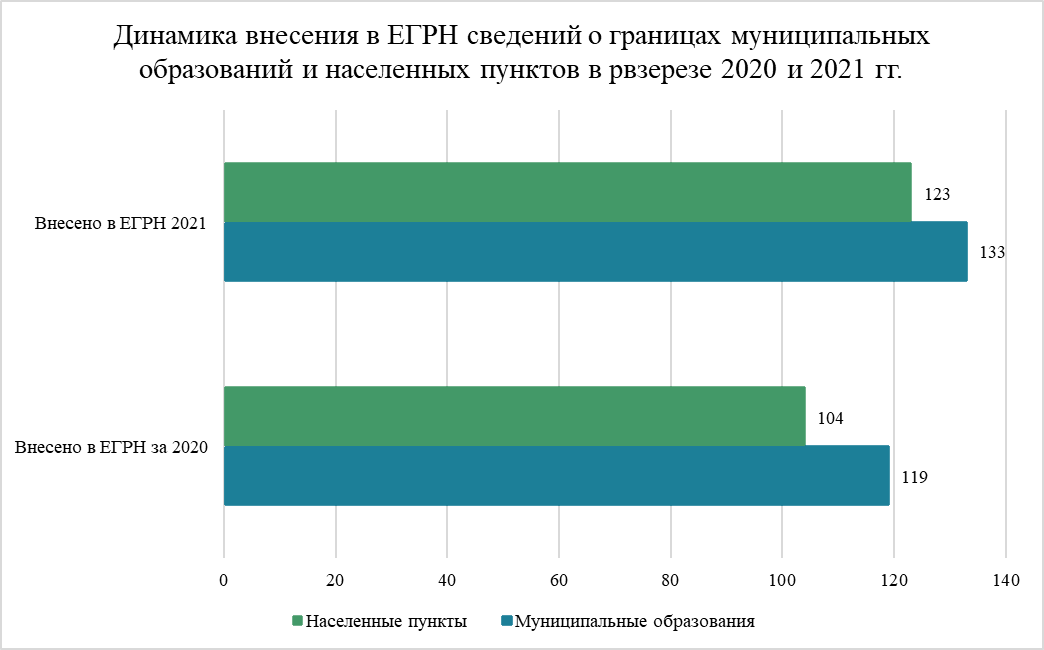 Динамика внесения в ЕГРН сведений о границах муниципальных
образований и населенных пунктов в рвзерезе 2020 и 2021 гг.
123
Внесено в ЕГРН 2021
133
104
Внесено в ЕГРН за 2020
119
0 20 40 60 80 100 120 140
Населенные пункты Муниципальные образования